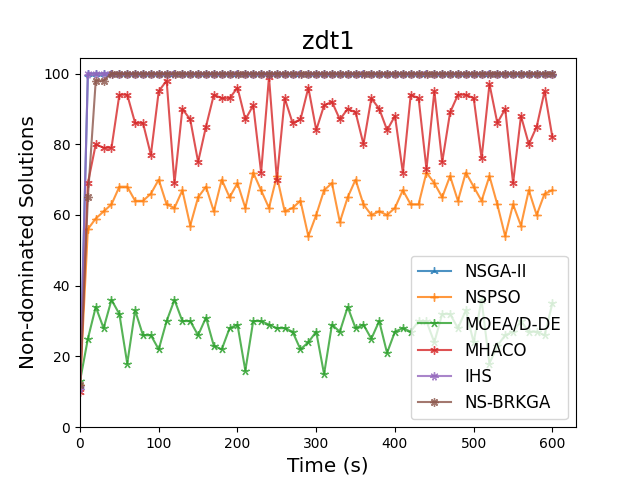 zdt1
Non-dominated Solutions
100
80
60
40
20
0
NSGA-II
NSPSO
MOEA/D-DE
MHACO
IHS
NS-BRKGA
0 100 200 300 400 500 600
Time (s)